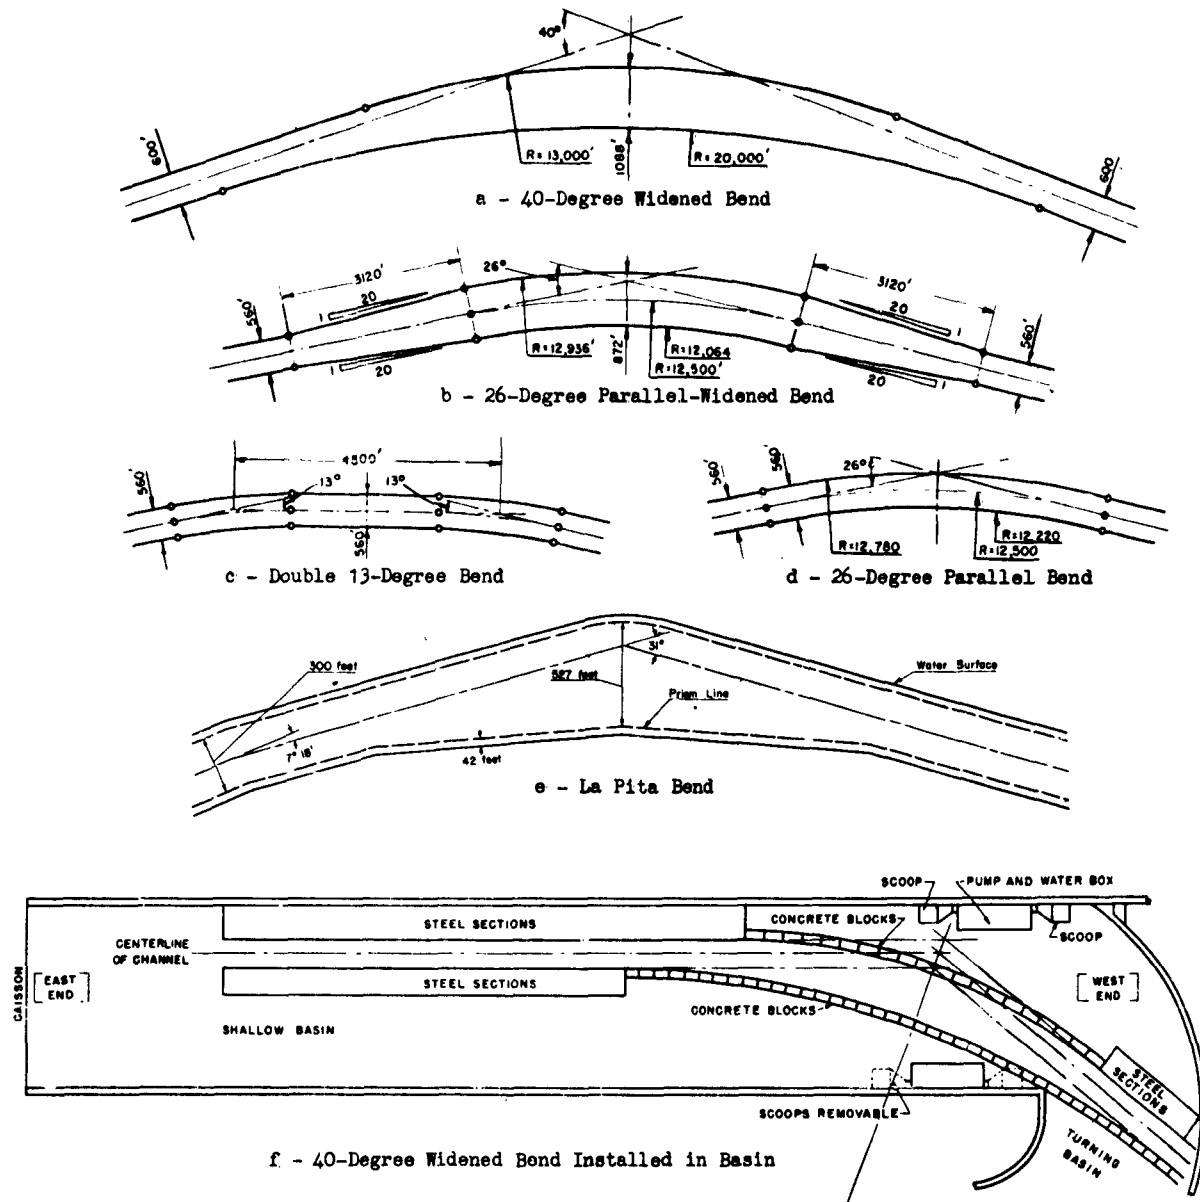 40°
600'
R=13,000'
1088'
R=20,000'
600
a - 40-Degree Widened Bend
3120'
26°
3120'
560'
20
1
20
1
560'
R=12,936'
872'
R=12,064
R=12,500'
1
20
20
1
b - 26-Degree Parallel-Widened Bend
4500'
560'
13°
13°
560'
c - Double 13-Degree Bend
560'
560'
26°
R=12,780
R=12,220
R=12,500
d - 26-Degree Parallel Bend
300 feet
31°
527 feet
Water Surface
Prism Line
7° 18'
42 feet
e - La Pita Bend
SCOOP
PUMP AND WATER BOX
STEEL SECTIONS
CONCRETE BLOCKS
SCOOP
CENTERLINE
OF CHANNEL
CAISSON
EAST
END
STEEL SECTIONS
WEST
END
CONCRETE BLOCKS
SHALLOW BASIN
STEEL
SECTIONS
SCOOPS REMOVABLE
TURNING
BASIN
f - 40-Degree Widened Bend Installed in Basin